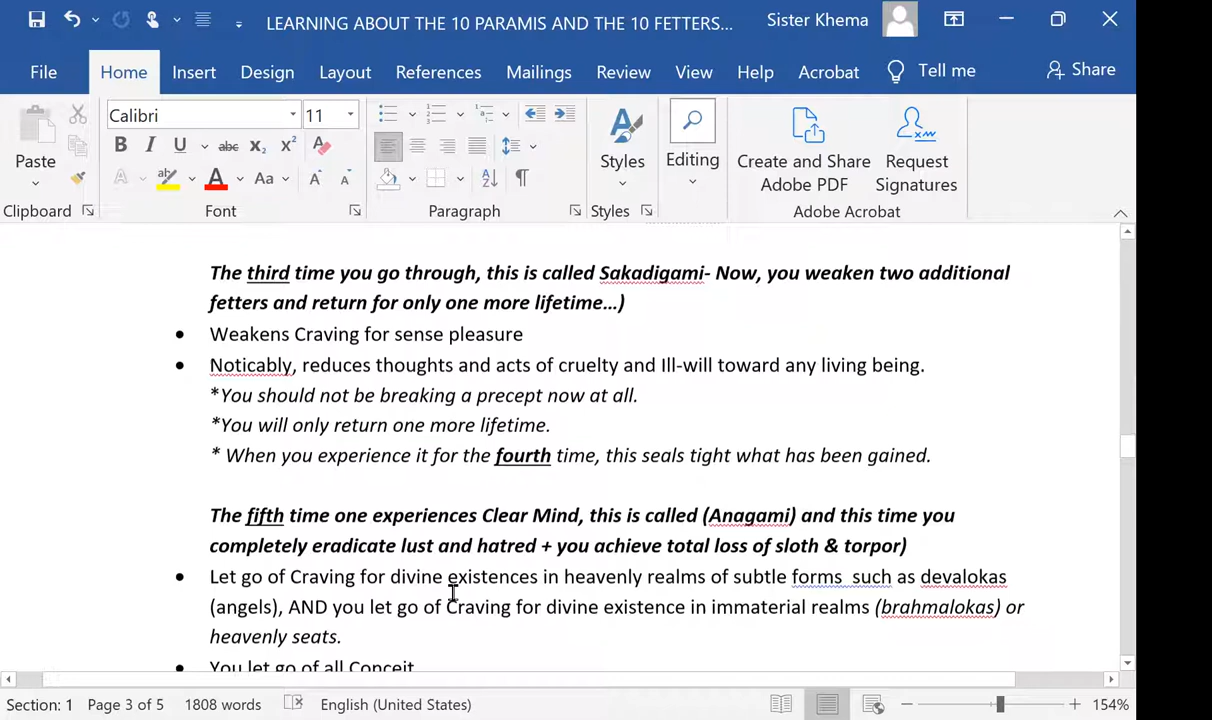 LEARNING ABOUT THE 10 PARAMIS AND THE 10 FETTERS...
Sister Khema
File Home Insert Design Layout References Mailings Review View Help Acrobat Tell me Share
Calibri 11
Paste
B I U abc X2 X2 A
A ab A Aa A A
Styles
Editing
Create and Share Adobe PDF
Request Signatures
Clipboard Font Paragraph Styles Adobe Acrobat
The third time you go through, this is called Sakadigami- Now, you weaken two additional
fetters and return for only one more lifetime...)
• Weakens Craving for sense pleasure
• Noticably, reduces thoughts and acts of cruelty and Ill-will toward any living being.
*You should not be breaking a precept now at all.
*You will only return one more lifetime.
* When you experience it for the fourth time, this seals tight what has been gained.
The fifth time one experiences Clear Mind, this is called (Anagami) and this time you
completely eradicate lust and hatred + you achieve total loss of sloth & torpor)
• Let go of Craving for divine existences in heavenly realms of subtle forms  such as devalokas
(angels), AND you let go of Craving for divine existence in immaterial realms (brahmalokas) or
heavenly seats.
• You let go of all Conceit
Section: 1 Page 3 of 5 1808 words English (United States) 154%